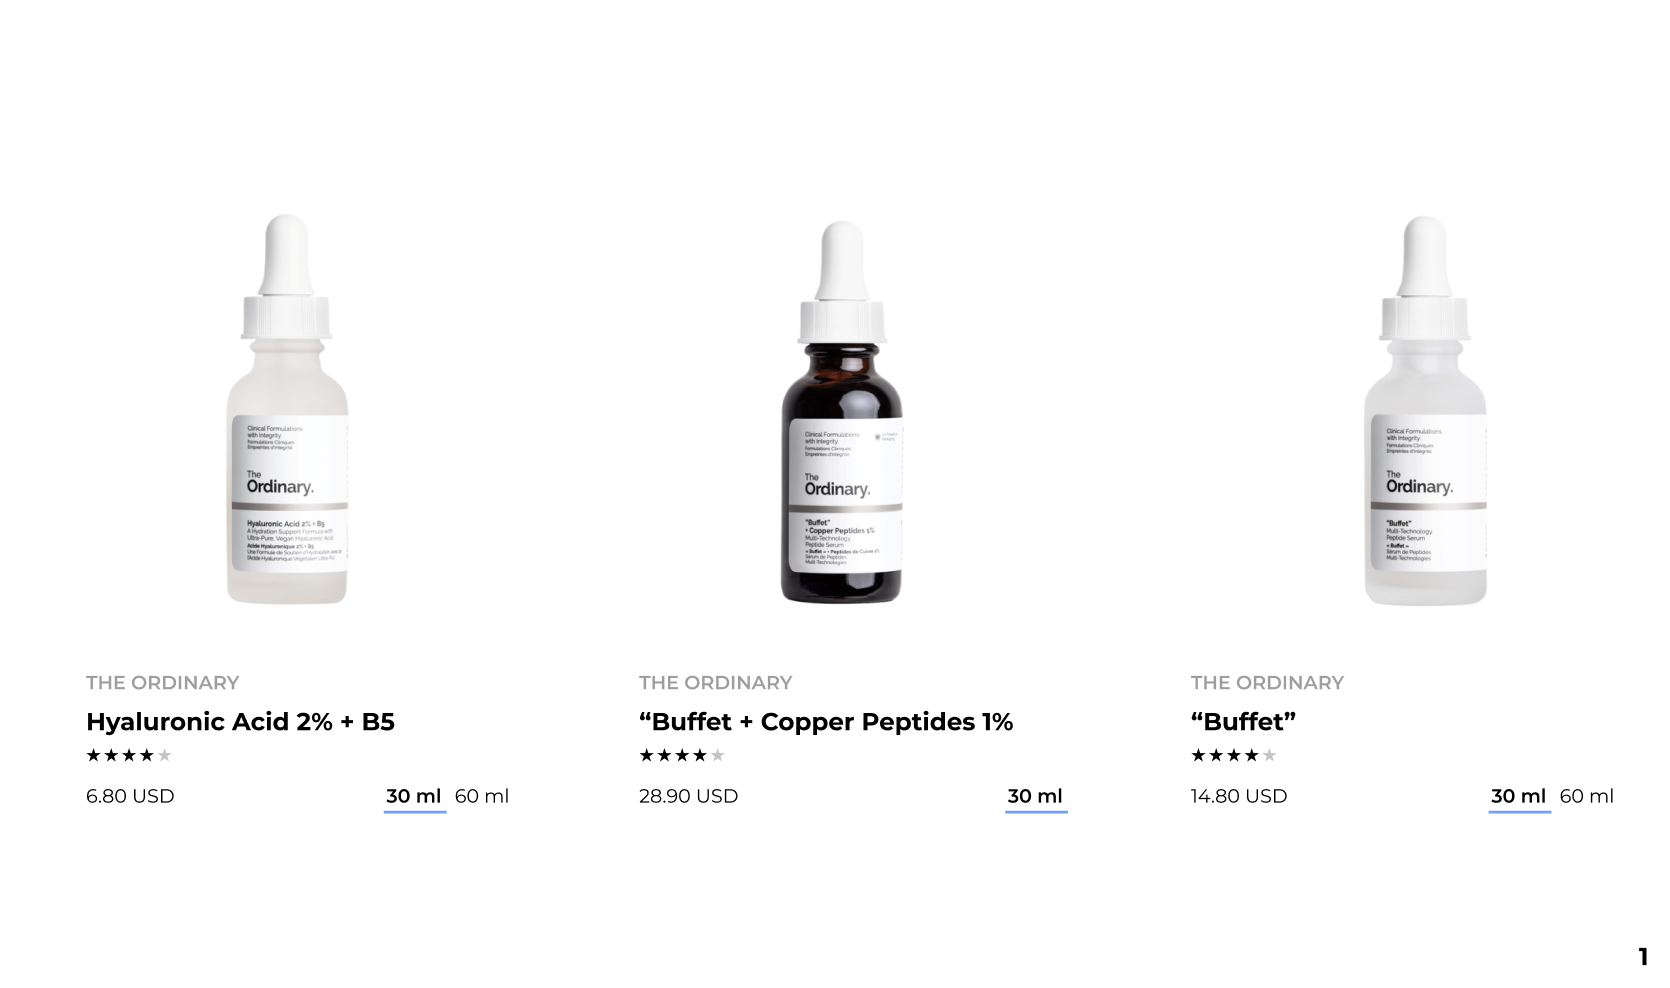 Clinical Formulations
with Integrity
Formulations Cliniques
Empreintes d'Intégrité
The
Ordinary.
Hyaluronic Acid 2% + B5
A Hydration Support Formula with
Ultra-Pure, Vegan Hyaluronic Acid
Acide Hyaluronique 2% + B5
Une Formule de Soutien d'Hydratation avec de
l'Acide Hyaluronique Végétalien Ultra-Pur
THE ORDINARY
Hyaluronic Acid 2% + B5
6.80 USD
30 ml 60 ml
Clinical Formulations
with Integrity
Formulations Cliniques
Empreintes d'Intégrité
The
Ordinary.
"Buffet"
+ Copper Peptides 1%
Multi-Technology
Peptide Serum
« Buffet » + Peptides de Cuivre 1%
Sérum de Peptides
Multi-Technologies
THE ORDINARY
“Buffet + Copper Peptides 1%
28.90 USD
30 ml
Clinical Formulations
with Integrity
Formulations Cliniques
Empreintes d'Intégrité
The
Ordinary.
"Buffet"
Multi-Technology
Peptide Serum
« Buffet »
Sérum de Peptides
Multi-Technologies
THE ORDINARY
“Buffet”
14.80 USD
30 ml 60 ml
1